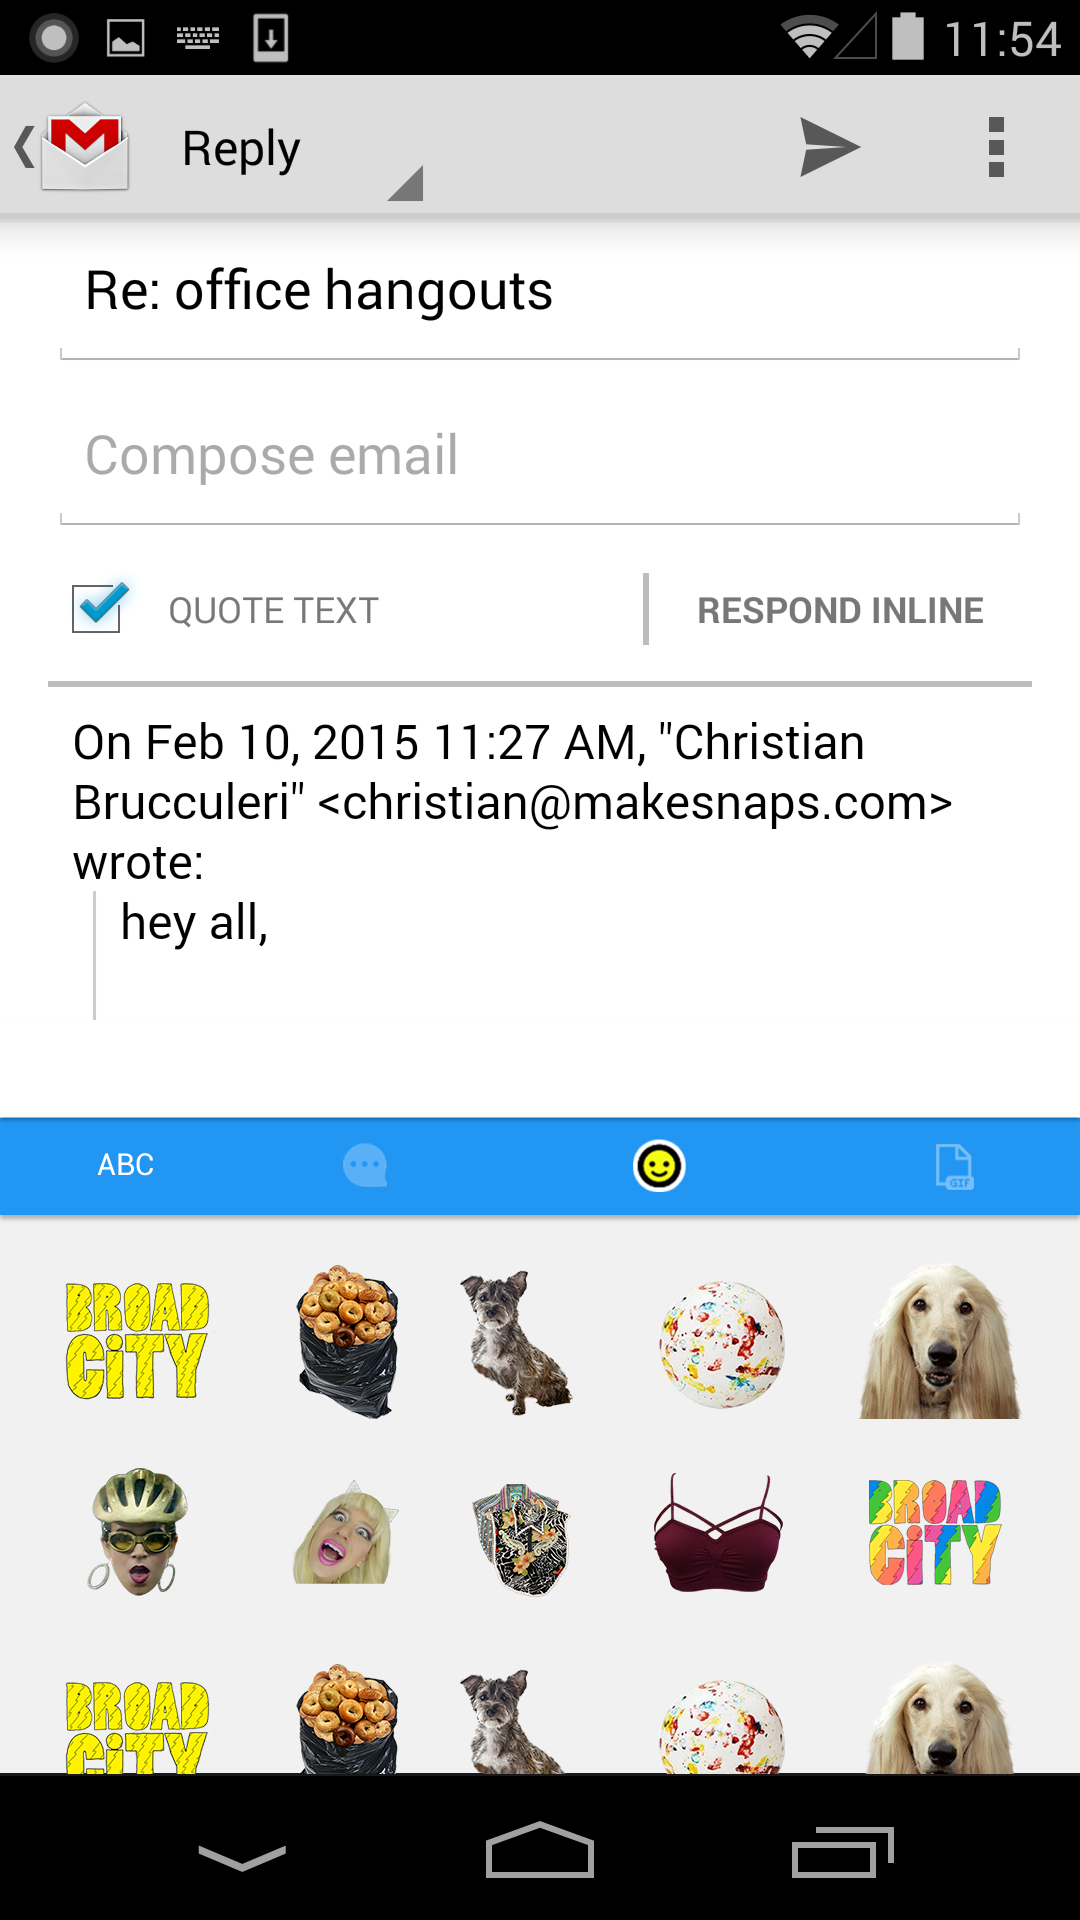 11:54
Reply
Re: office hangouts
Compose email
QUOTE TEXT
RESPOND INLINE
On Feb 10, 2015 11:27 AM, "Christian
Brucculeri" <christian@makesnaps.com>
wrote:
hey all,
ABC
GIF
BROAD
CITY
BROAD
CITY
BROAD
CITY